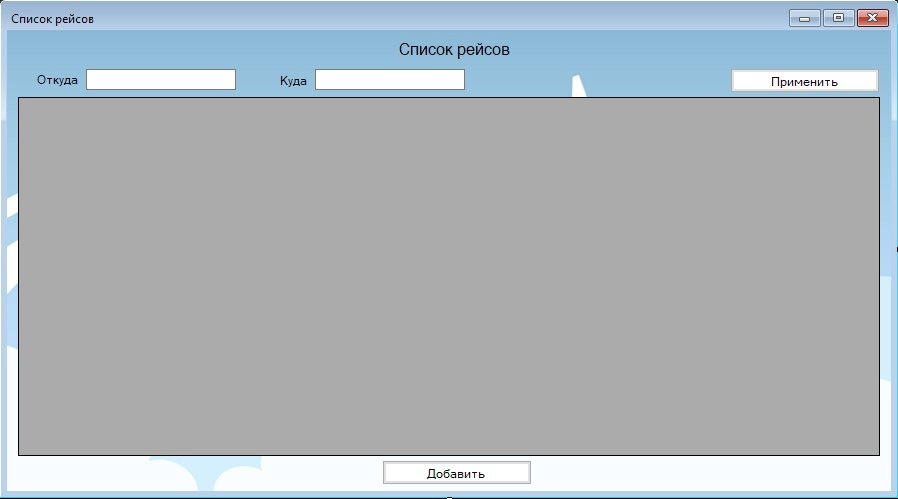 Список рейсов
Список рейсов
Откуда
Куда
Применить
Добавить